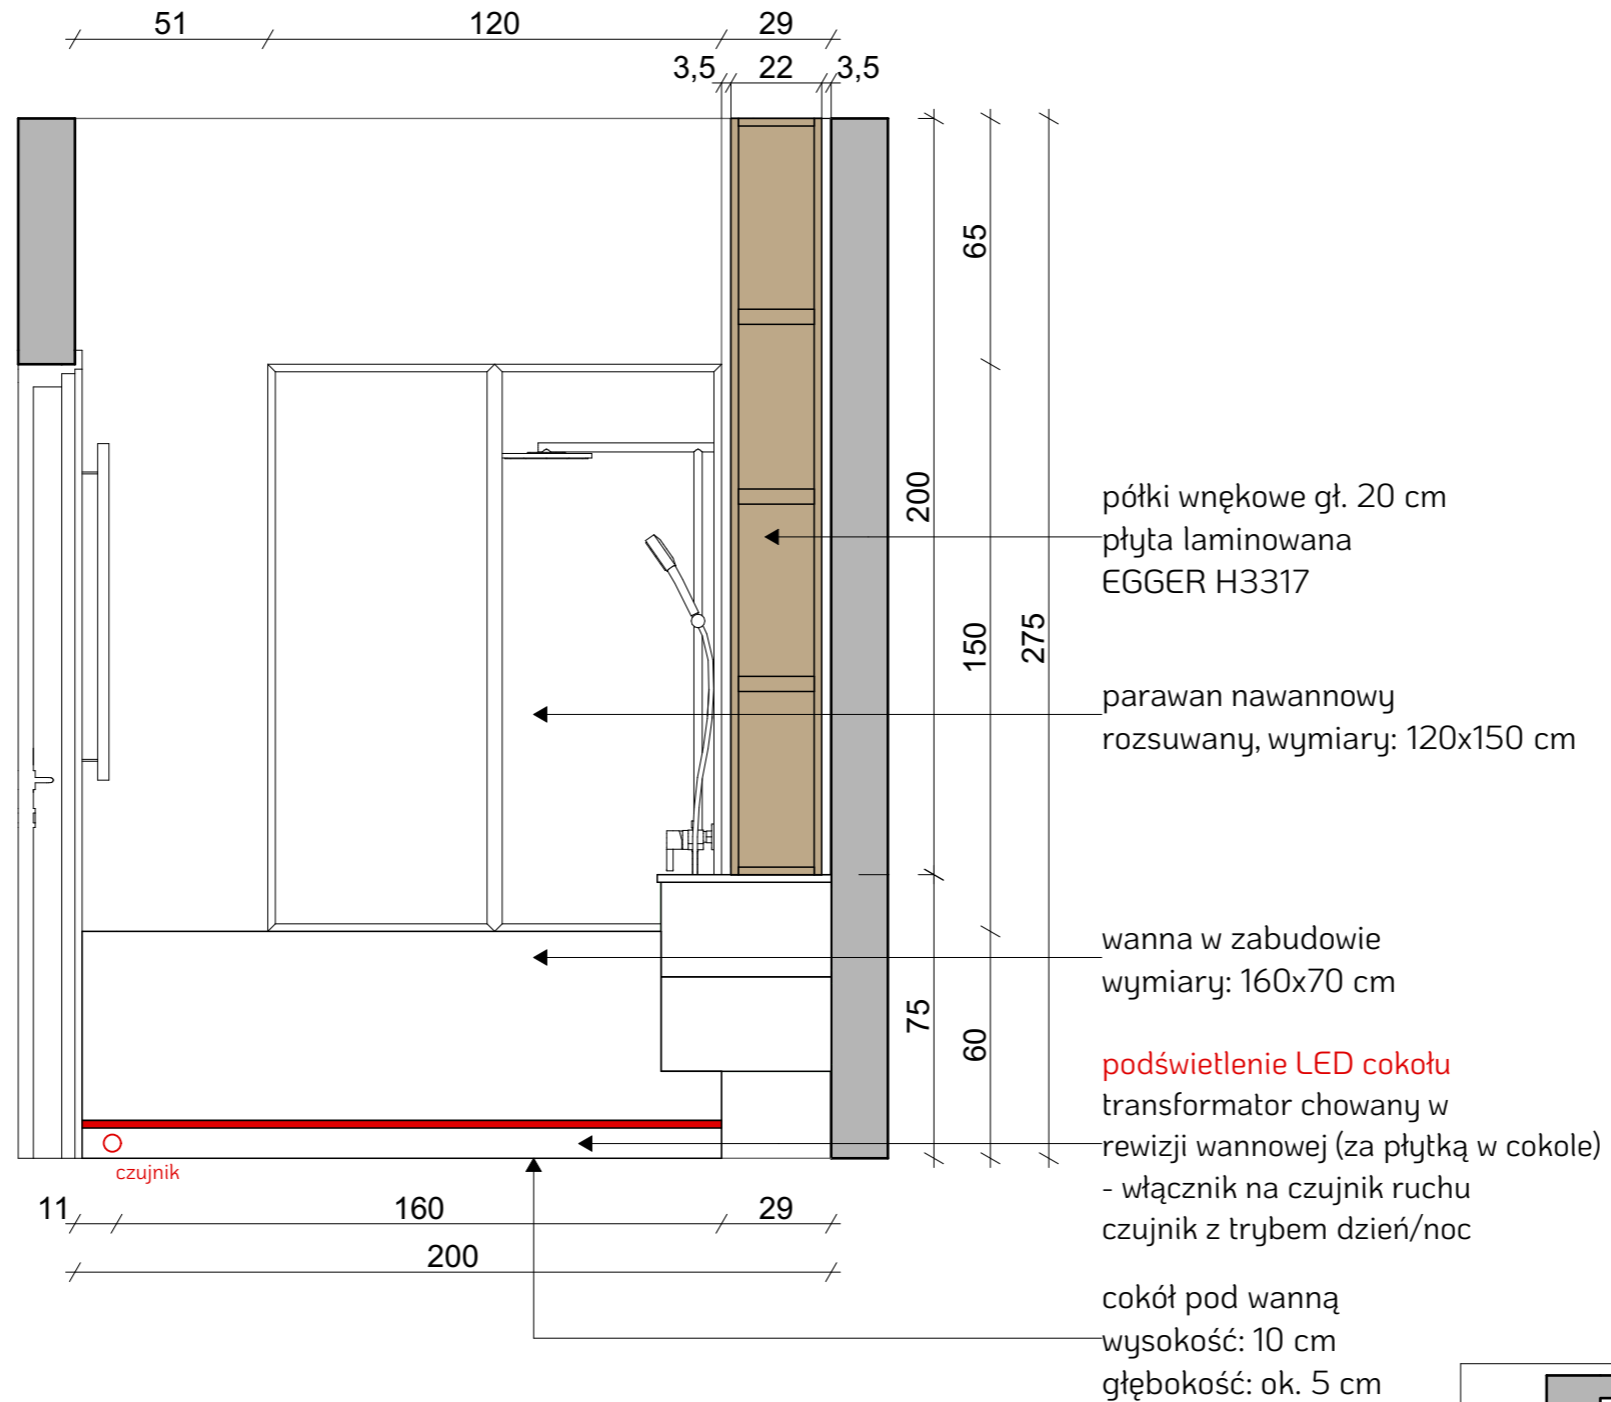 51
120
29
3,5
22
3,5
65
200
150
275
75
60
półki wnękowe gł. 20 cm
płyta laminowana
EGGER H3317
parawan nawannowy
rozsuwany, wymiary: 120x150 cm
wanna w zabudowie
wymiary: 160x70 cm
podświetlenie LED cokołu
transformator chowany w
rewizji wannowej (za płytką w cokole)
- włącznik na czujnik ruchu
czujnik z trybem dzień/noc
czujnik
11
160
29
200
cokół pod wanną
wysokość: 10 cm
głębokość: ok. 5 cm